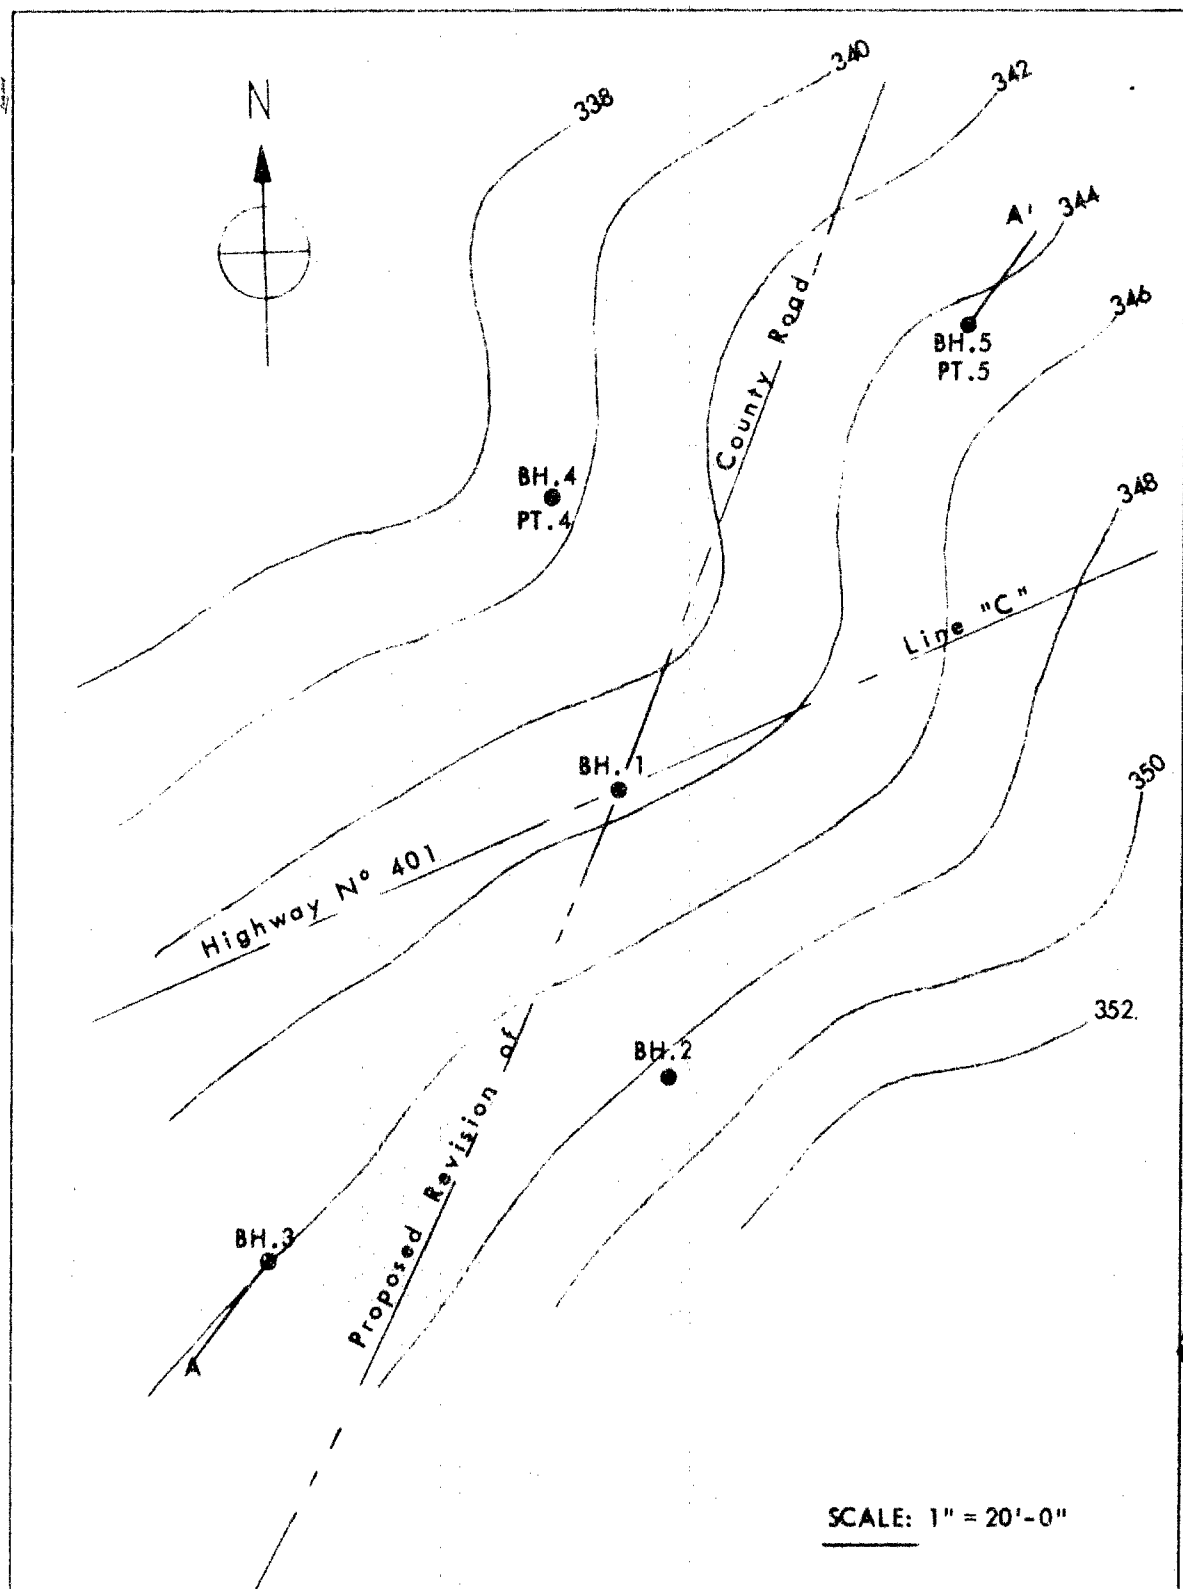 N
338
340
342
A'
344
346
BH.5
PT.5
County Road
BH.4
PT.4
348
Line "C"
BH. 1
350
Highway Nº 401
352.
BH.2
Proposed Revision of
BH.3
A
SCALE: 1" = 20'-0"